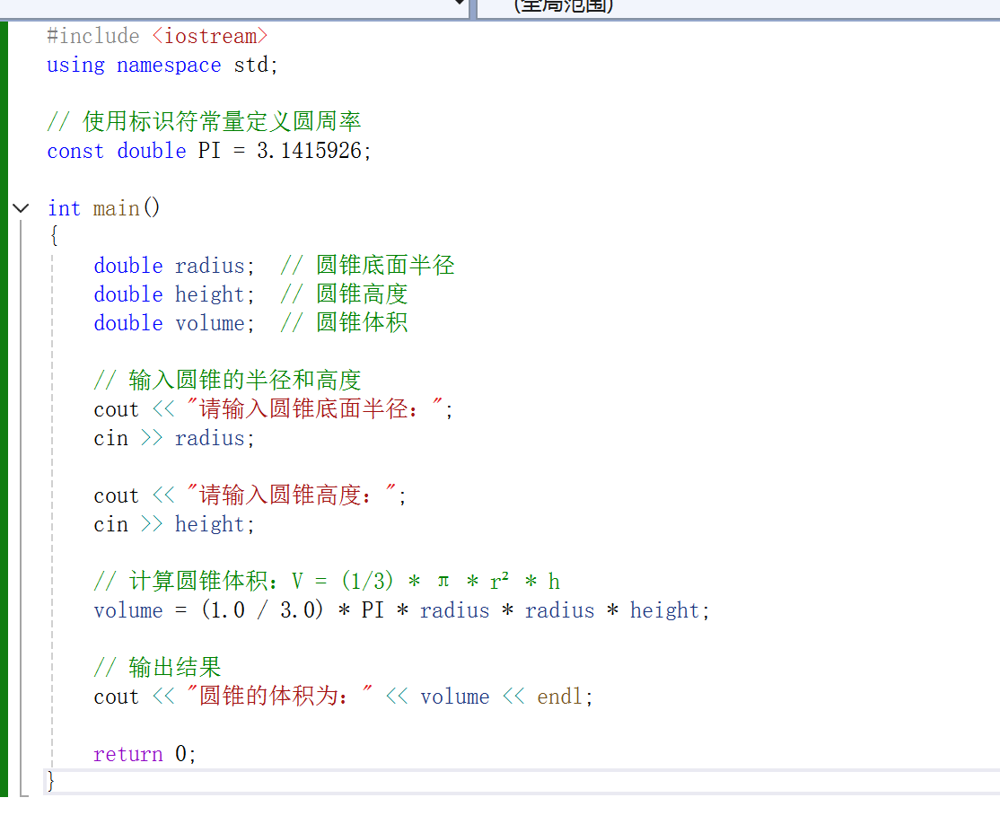 (全局范围)
#include <iostream>
using namespace std;
// 使用标识符常量定义圆周率
const double PI = 3.1415926;
int main()
{
double radius;  // 圆锥底面半径
double height;  // 圆锥高度
double volume;  // 圆锥体积
// 输入圆锥的半径和高度
cout << "请输入圆锥底面半径：";
cin >> radius;
cout << "请输入圆锥高度：";
cin >> height;
// 计算圆锥体积：V = (1/3) * π * r² * h
volume = (1.0 / 3.0) * PI * radius * radius * height;
// 输出结果
cout << "圆锥的体积为：" << volume << endl;
return 0;
}